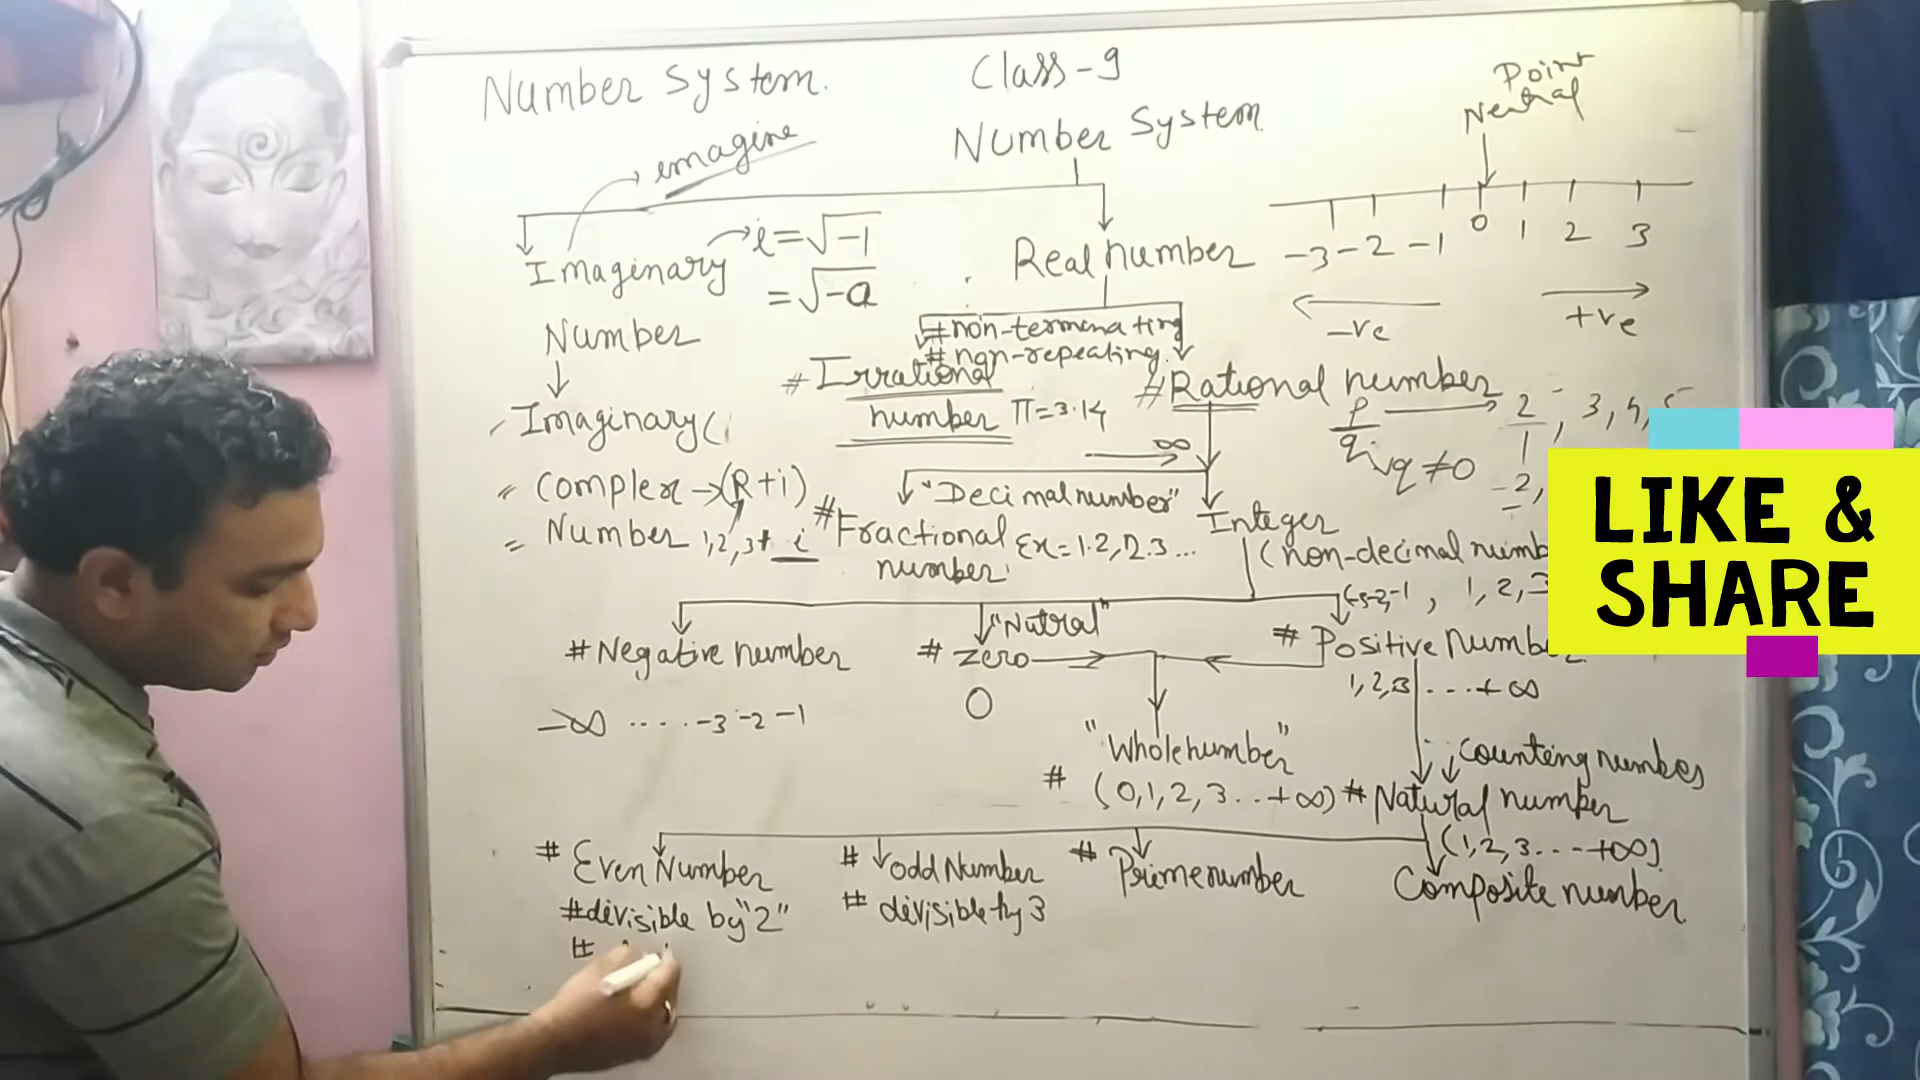 Number System.
Class-9
Number System.
Point
Neutral
imagine
Imaginary
i=√-1
=√-a
Number
Real number
-3 -2 -1 0 1 2 3
-ve
+ve
#non-terminating
#non-repeating.
#Irrational
number π=3.14
#Rational number
p/q, q≠0
2/1, 3, 4, 5
-2,
Imaginary (i
Complex→(R+i)
= Number 1,2,3+ i
∞
"Decimal number"
#Fractional
number
Ex=1.2, 2.3...
Integer
(non-decimal numb
(-3-2,-1, 1, 2, 3
LIKE &
SHARE
#Negative number
-∞ .... -3 -2 -1
"Nutral"
# Zero
0
# Positive Number
1,2,3 ....+∞
"Whole number"
# (0,1,2,3..+∞)
Counting number
#Natural number
(1,2,3...-+∞).
# Even Number
#divisible by "2"
#
# odd Number
# divisible by 3
# Prime number
Composite number